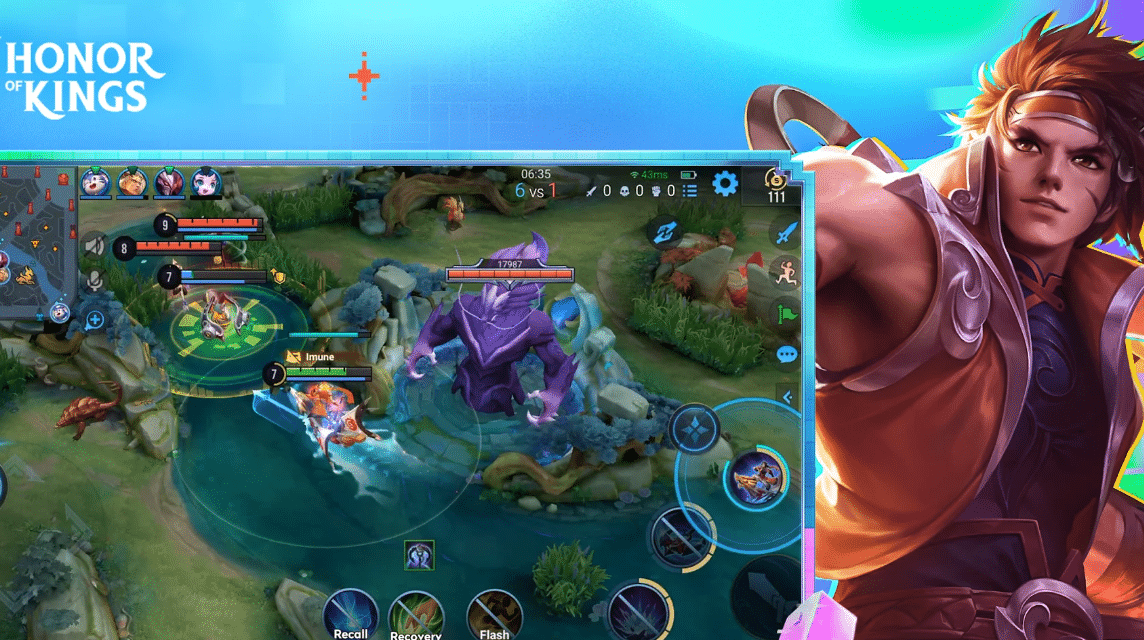 HONOR
OF
KINGS
06:35
43ms
6 VS 1
0
0
0
111
9
8
7
17987
Imune
7
Recall
Recovery
Flash